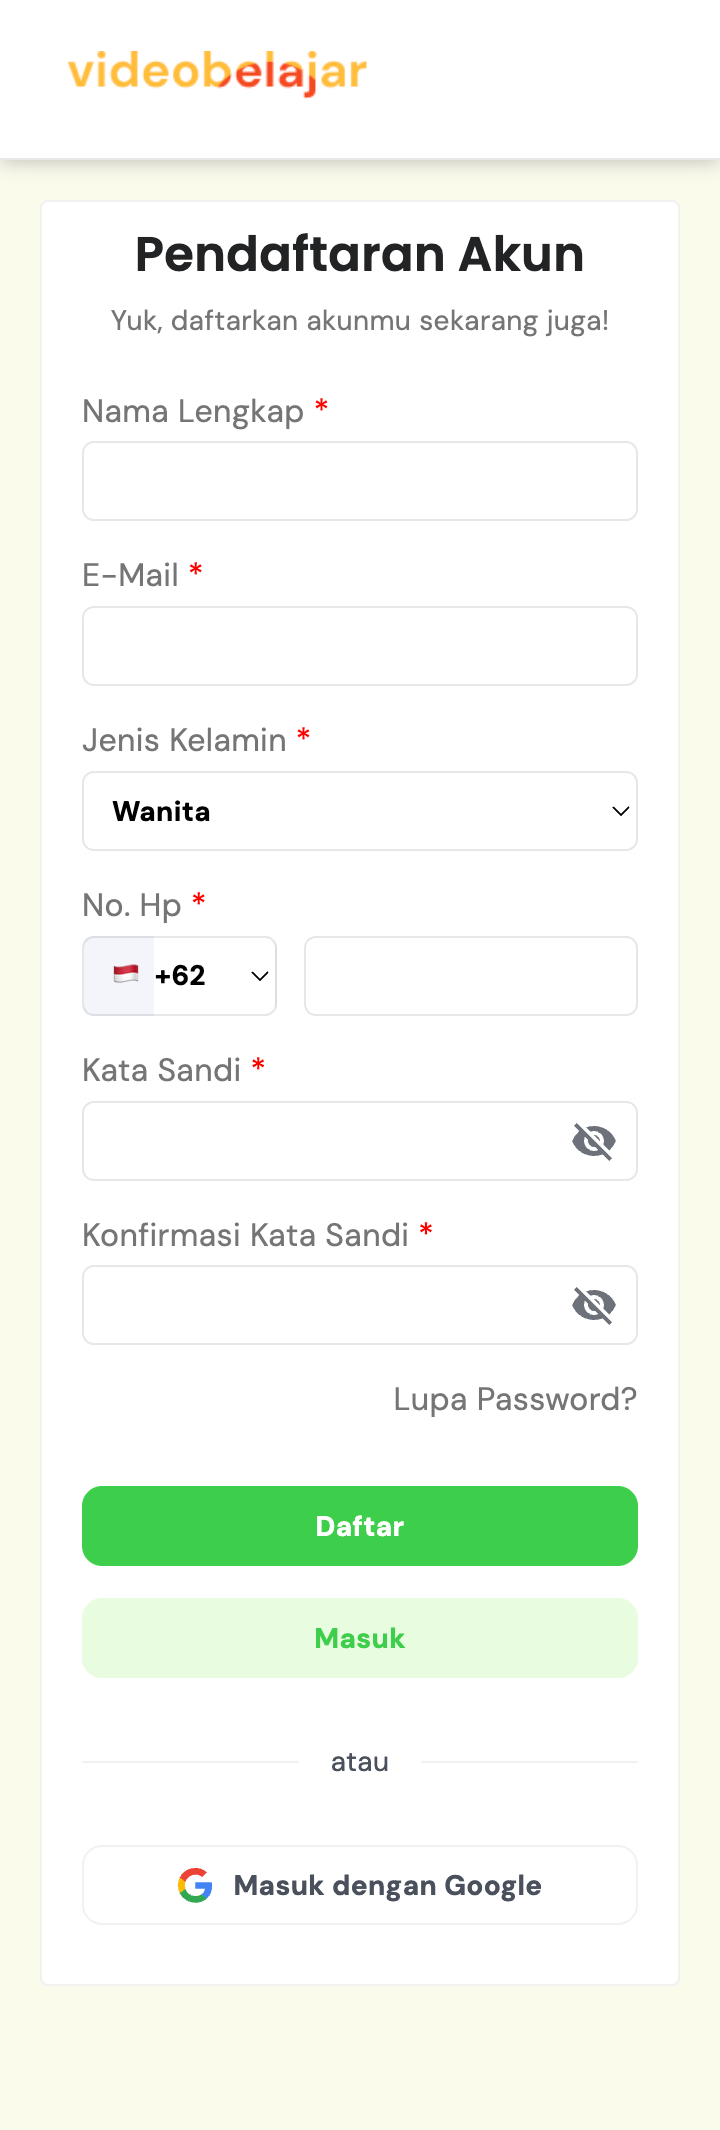 videobelajar
Pendaftaran Akun
Yuk, daftarkan akunmu sekarang juga!
Nama Lengkap *
E-Mail *
Jenis Kelamin *
Wanita
No. Hp *
+62
Kata Sandi *
Konfirmasi Kata Sandi *
Lupa Password?
Daftar
Masuk
atau
Masuk dengan Google